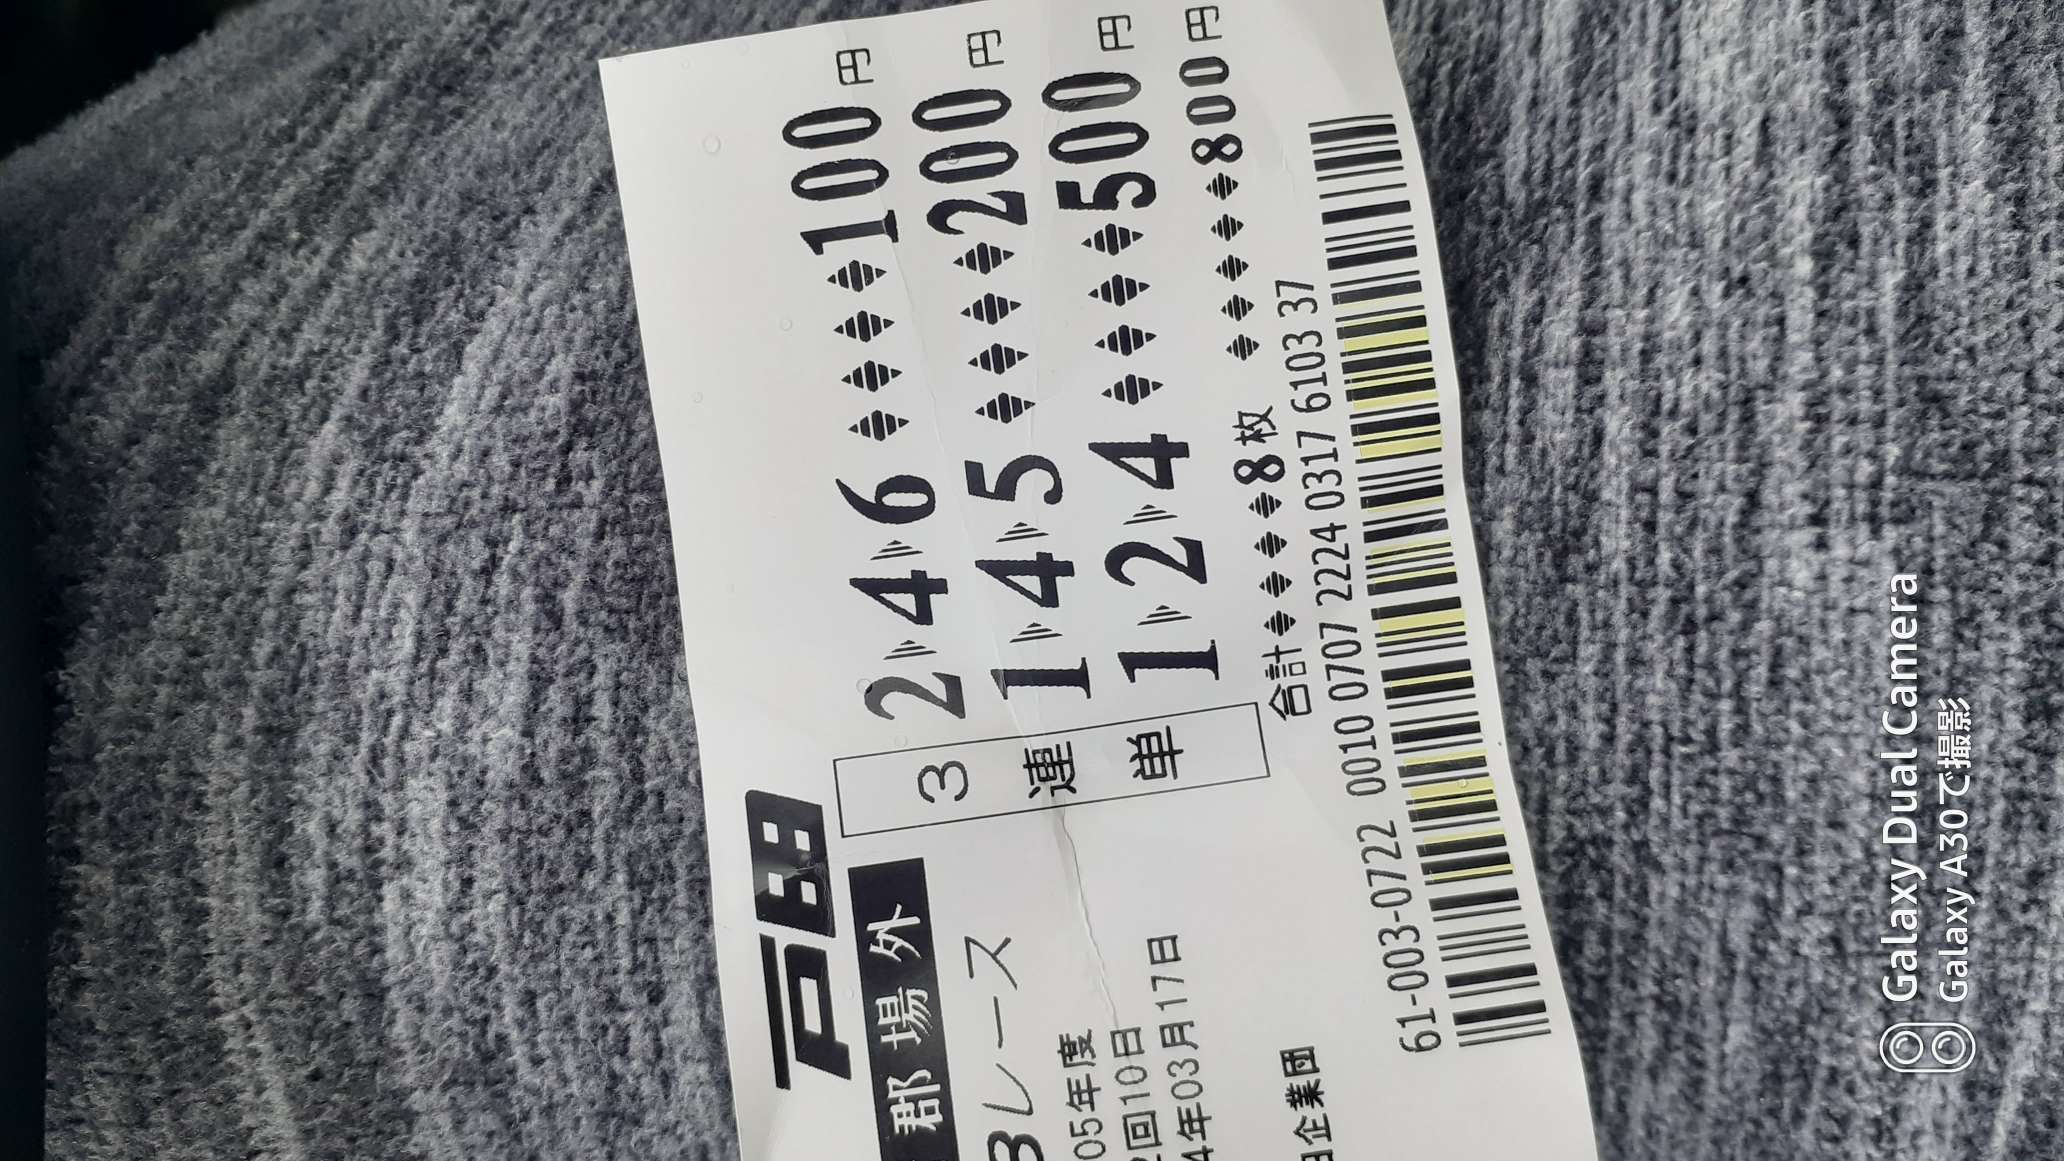 戸田
郡場外
3レース
05年度
2回10日
4年03月17日
企業団
3連単
2▶4▶6 ◆◆◆◆100円
1▶4▶5 ◆◆◆◆200円
1▶2▶4 ◆◆◆◆500円
合計◆◆◆◆8枚 ◆◆◆◆◆800円
61-003-0722 0010 0707 2224 0317 6103 37
Galaxy Dual Camera
Galaxy A30で撮影